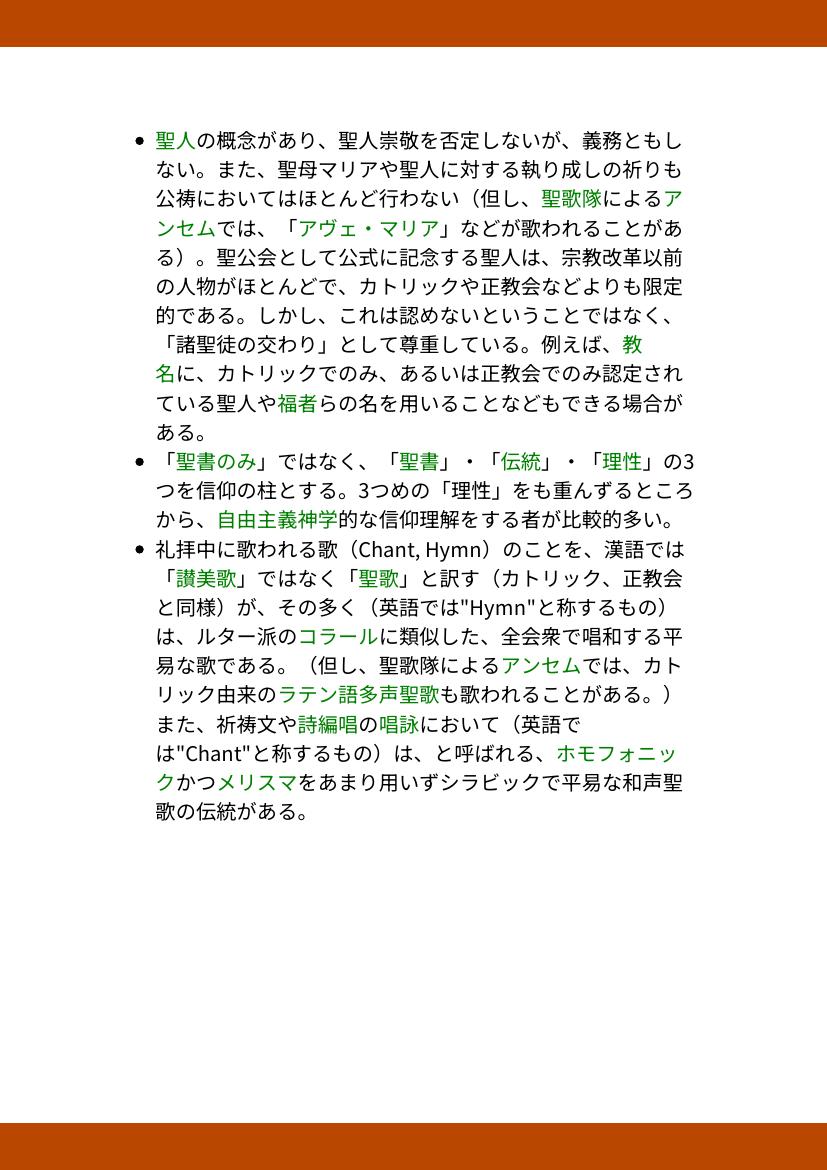 • 聖人の概念があり、聖人崇敬を否定しないが、義務ともし
ない。また、聖母マリアや聖人に対する執り成しの祈りも
公祷においてはほとんど行わない（但し、聖歌隊によるア
ンセムでは、「アヴェ・マリア」などが歌われることがあ
る）。聖公会として公式に記念する聖人は、宗教改革以前
の人物がほとんどで、カトリックや正教会などよりも限定
的である。しかし、これは認めないということではなく、
「諸聖徒の交わり」として尊重している。例えば、教
名に、カトリックでのみ、あるいは正教会でのみ認定され
ている聖人や福者らの名を用いることなどもできる場合が
ある。
• 「聖書のみ」ではなく、「聖書」・「伝統」・「理性」の3
つを信仰の柱とする。3つめの「理性」をも重んずるところ
から、自由主義神学的な信仰理解をする者が比較的多い。
• 礼拝中に歌われる歌（Chant, Hymn）のことを、漢語では
「讃美歌」ではなく「聖歌」と訳す（カトリック、正教会
と同様）が、その多く（英語では"Hymn"と称するもの）
は、ルター派のコラールに類似した、全会衆で唱和する平
易な歌である。（但し、聖歌隊によるアンセムでは、カト
リック由来のラテン語多声聖歌も歌われることがある。）
また、祈祷文や詩編唱の唱詠において（英語で
は"Chant"と称するもの）は、と呼ばれる、ホモフォニッ
クかつメリスマをあまり用いずシラビックで平易な和声聖
歌の伝統がある。